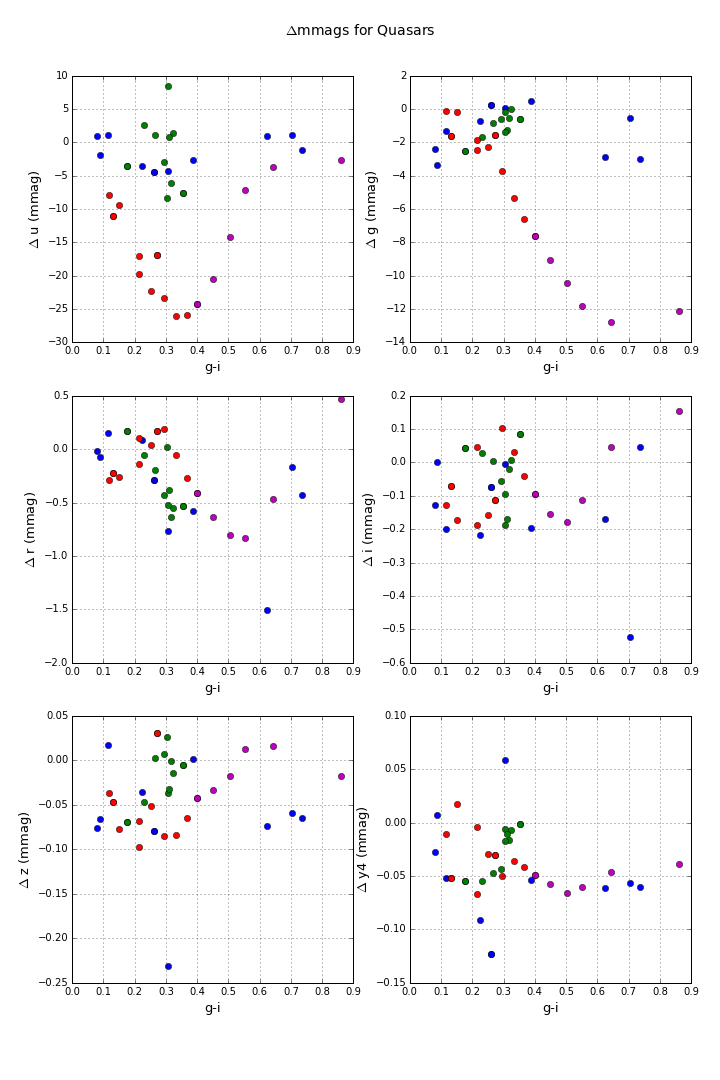 Δmmags for Quasars
10
5
0
−5
−10
−15
−20
−25
−30
Δ u (mmag)
0.0 0.1 0.2 0.3 0.4 0.5 0.6 0.7 0.8 0.9
g-i
2
0
−2
−4
−6
−8
−10
−12
−14
Δ g (mmag)
0.0 0.1 0.2 0.3 0.4 0.5 0.6 0.7 0.8 0.9
g-i
0.5
0.0
−0.5
−1.0
−1.5
−2.0
Δ r (mmag)
0.0 0.1 0.2 0.3 0.4 0.5 0.6 0.7 0.8 0.9
g-i
0.2
0.1
0.0
−0.1
−0.2
−0.3
−0.4
−0.5
−0.6
Δ i (mmag)
0.0 0.1 0.2 0.3 0.4 0.5 0.6 0.7 0.8 0.9
g-i
0.05
0.00
−0.05
−0.10
−0.15
−0.20
−0.25
Δ z (mmag)
0.0 0.1 0.2 0.3 0.4 0.5 0.6 0.7 0.8 0.9
g-i
0.10
0.05
0.00
−0.05
−0.10
−0.15
Δ y4 (mmag)
0.0 0.1 0.2 0.3 0.4 0.5 0.6 0.7 0.8 0.9
g-i